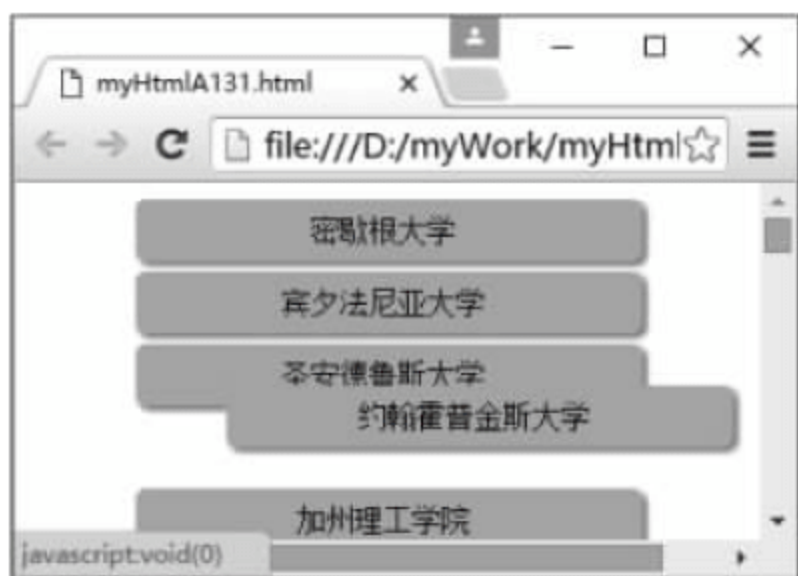 myHtmlA131.html
file:///D:/myWork/myHtml
密歇根大学
宾夕法尼亚大学
圣安德鲁斯大学
约翰霍普金斯大学
加州理工学院
javascript:void(0)